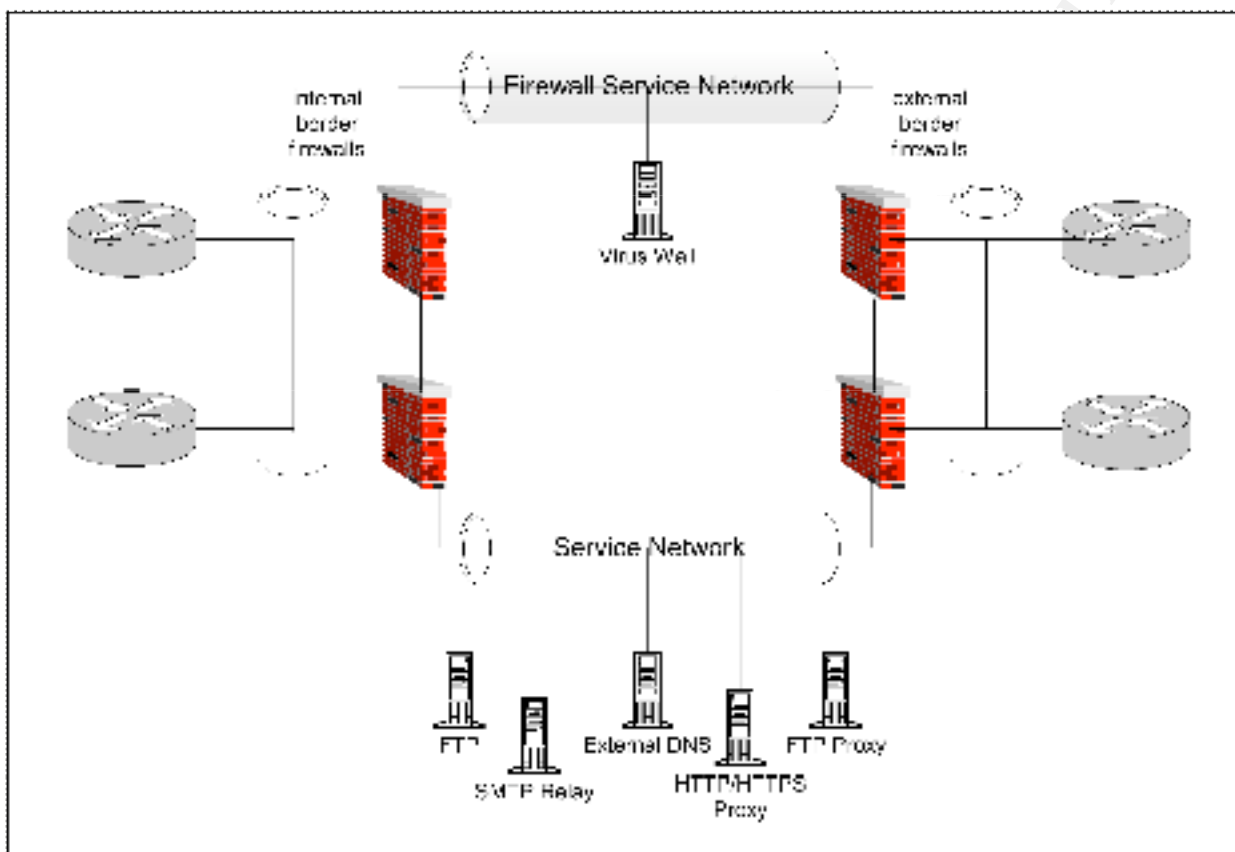 Firewall Service Network
internal
border
firewalls
external
border
firewalls
Virus Wall
Service Network
FTP
External DNS
FTP Proxy
SMTP Relay
HTTP/HTTPS
Proxy